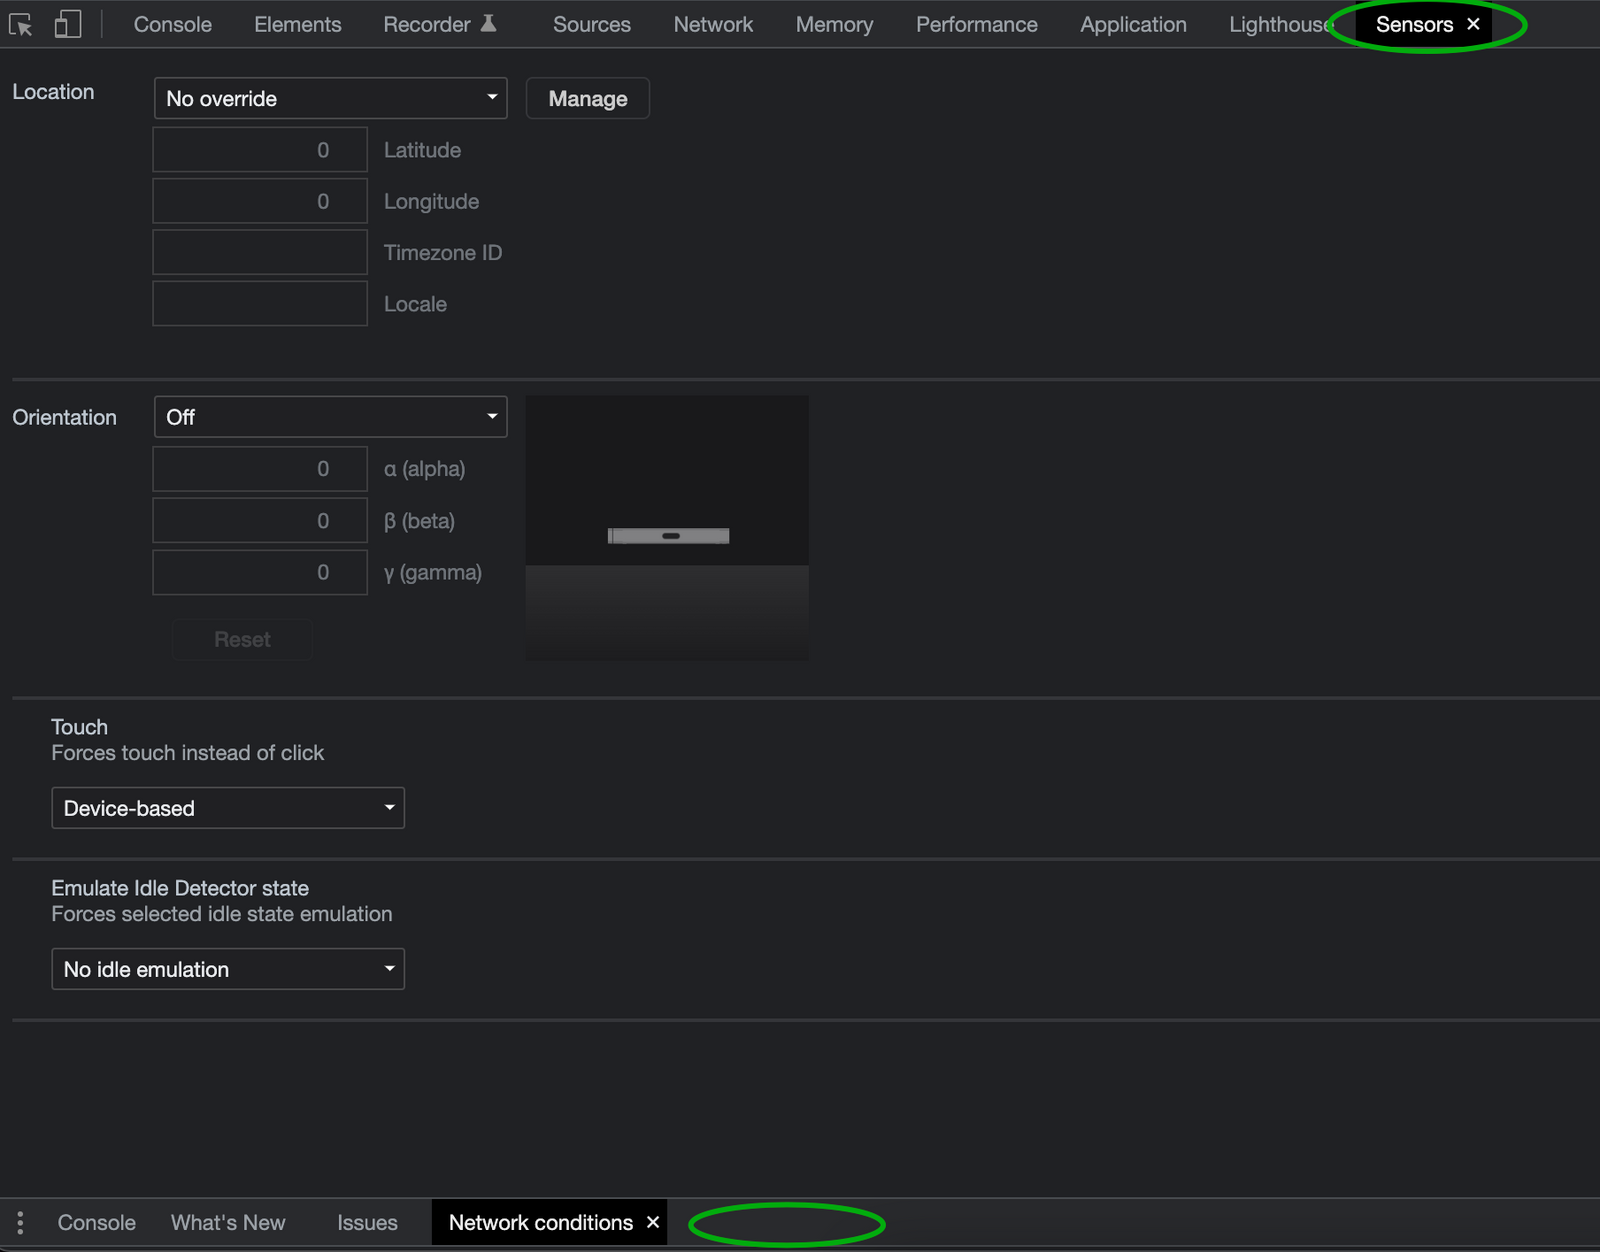 Console Elements Recorder Sources Network Memory Performance Application Lighthouse Sensors ×
Location No override Manage
0 Latitude
0 Longitude
Timezone ID
Locale
Orientation Off
0 α (alpha)
0 β (beta)
0 γ (gamma)
Reset
Touch
Forces touch instead of click
Device-based
Emulate Idle Detector state
Forces selected idle state emulation
No idle emulation
Console What's New Issues Network conditions ×